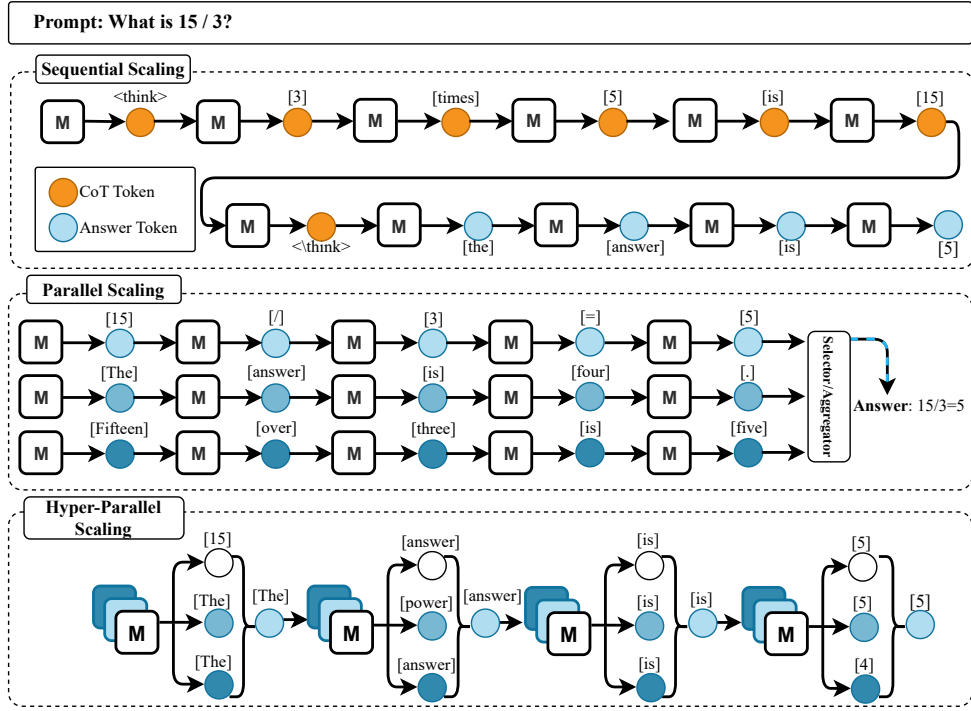 Prompt: What is 15 / 3?
Sequential Scaling
<think> [3] [times] [5] [is] [15]
M M M M M M
CoT Token
Answer Token
M M M M M
<\think> [the] [answer] [is] [5]
Parallel Scaling
[15] [/] [3] [=] [5]
M M M M M
[The] [answer] [is] [four] [.]
M M M M M
[Fifteen] [over] [three] [is] [five]
M M M M M
Selector/Aggregator
Answer: 15/3=5
Hyper-Parallel
Scaling
[15] [answer] [is] [5]
[The] [The] [power] [answer] [is] [is] [5] [5]
M M M M
[The] [answer] [is] [4]